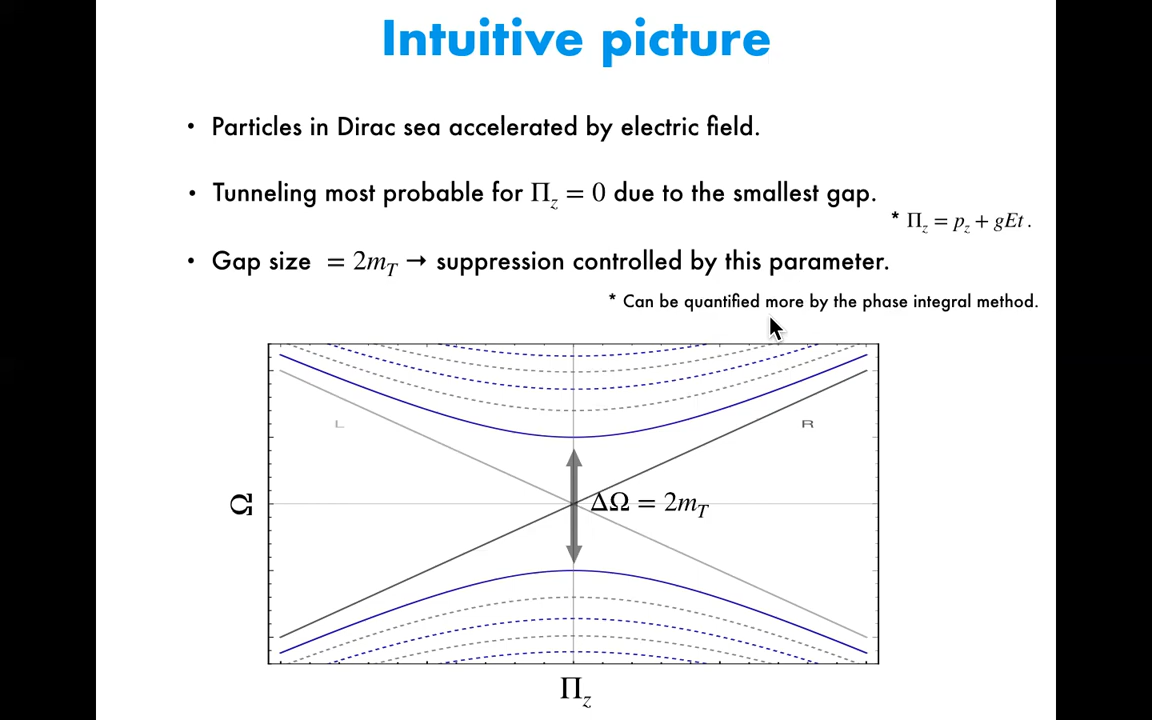 Intuitive picture
• Particles in Dirac sea accelerated by electric field.
• Tunneling most probable for Π_z = 0 due to the smallest gap.
* Π_z = p_z + gEt .
• Gap size = 2m_T → suppression controlled by this parameter.
* Can be quantified more by the phase integral method.
L
R
Ω
ΔΩ = 2m_T
Π_z